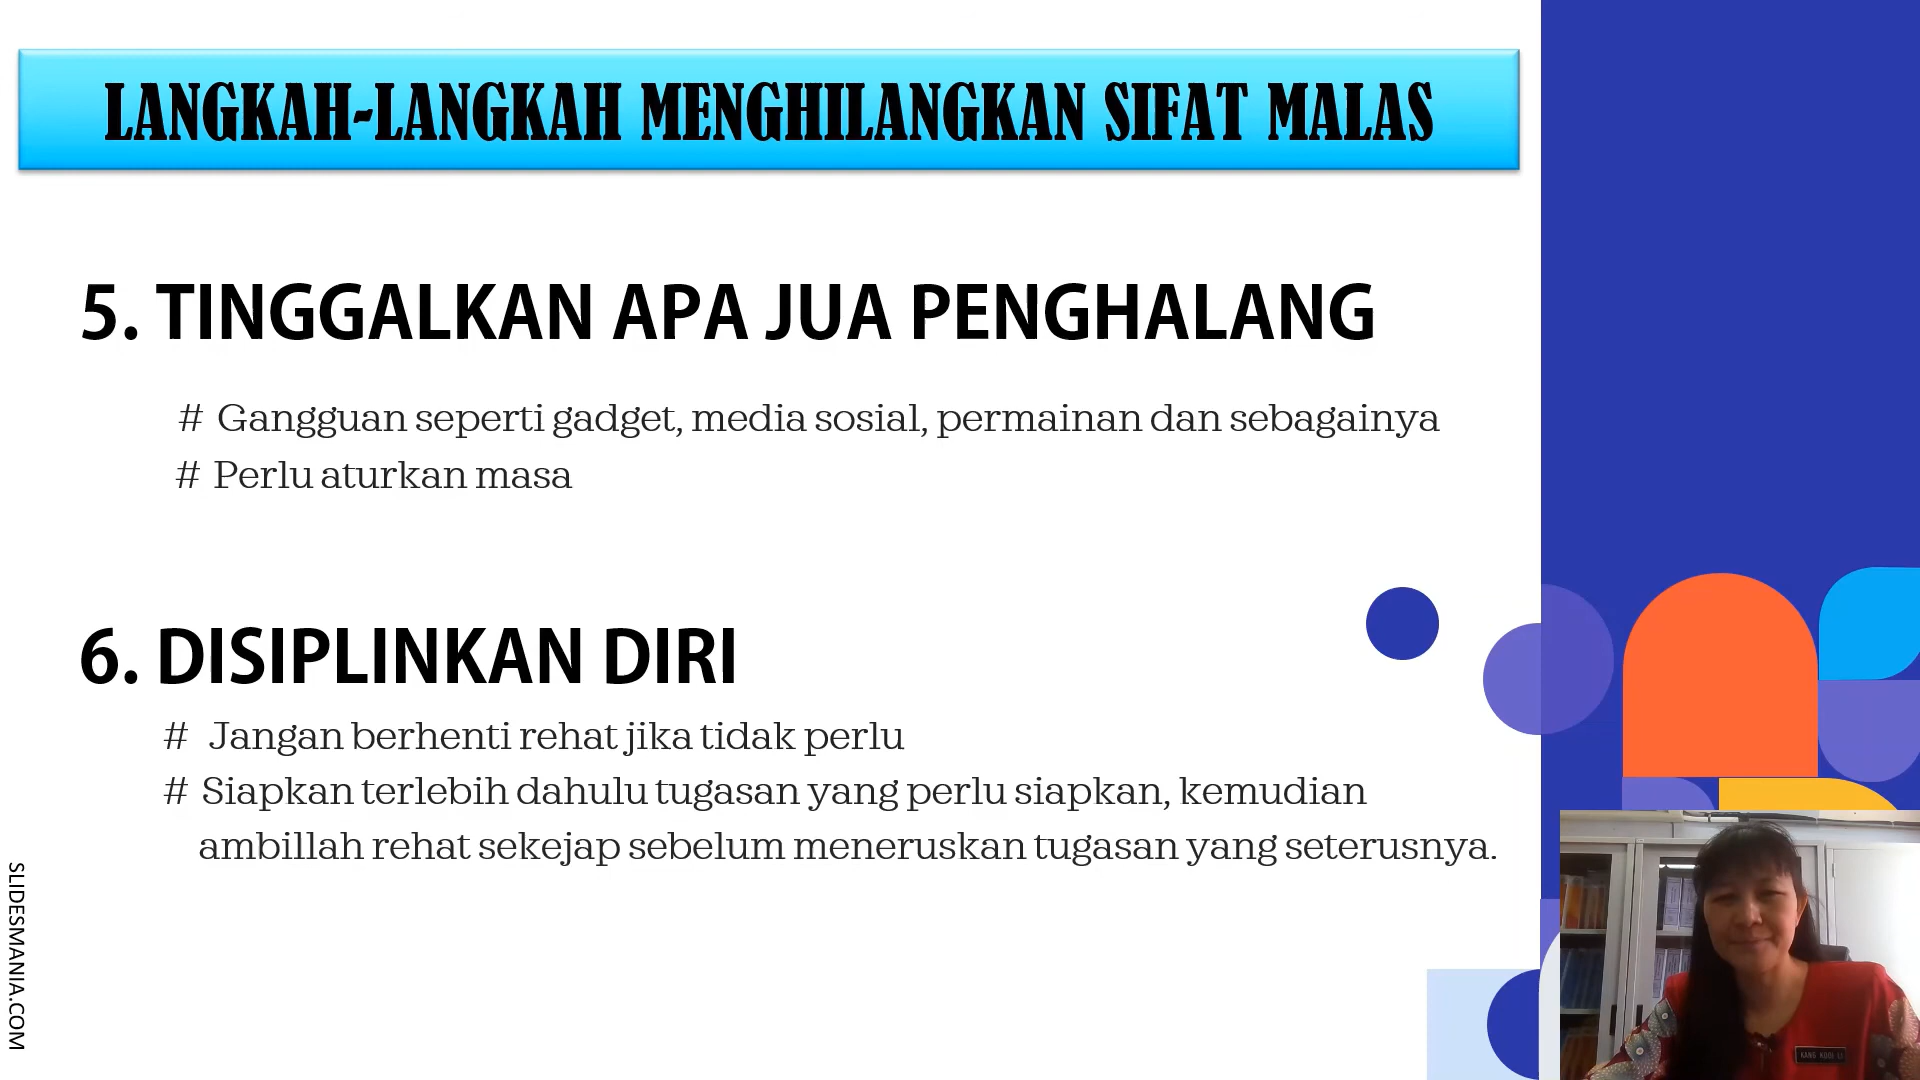 LANGKAH-LANGKAH MENGHILANGKAN SIFAT MALAS
5. TINGGALKAN APA JUA PENGHALANG
# Gangguan seperti gadget, media sosial, permainan dan sebagainya
# Perlu aturkan masa
6. DISIPLINKAN DIRI
# Jangan berhenti rehat jika tidak perlu
# Siapkan terlebih dahulu tugasan yang perlu siapkan, kemudian
ambillah rehat sekejap sebelum meneruskan tugasan yang seterusnya.
SLIDESMANIA.COM